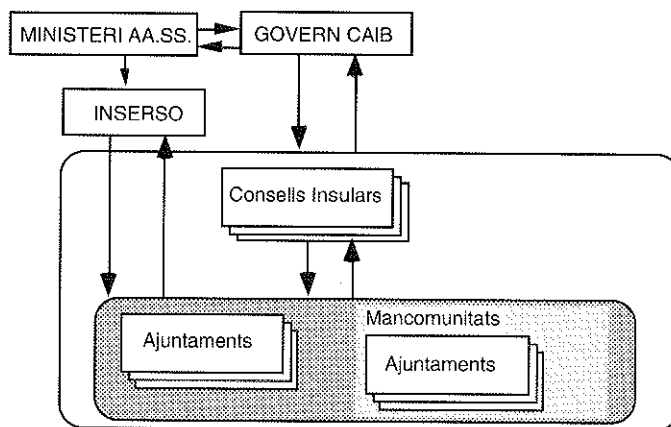 MINISTERI AA.SS.
GOVERN CAIB
INSERSO
Consells Insulars
Mancomunitats
Ajuntaments
Ajuntaments